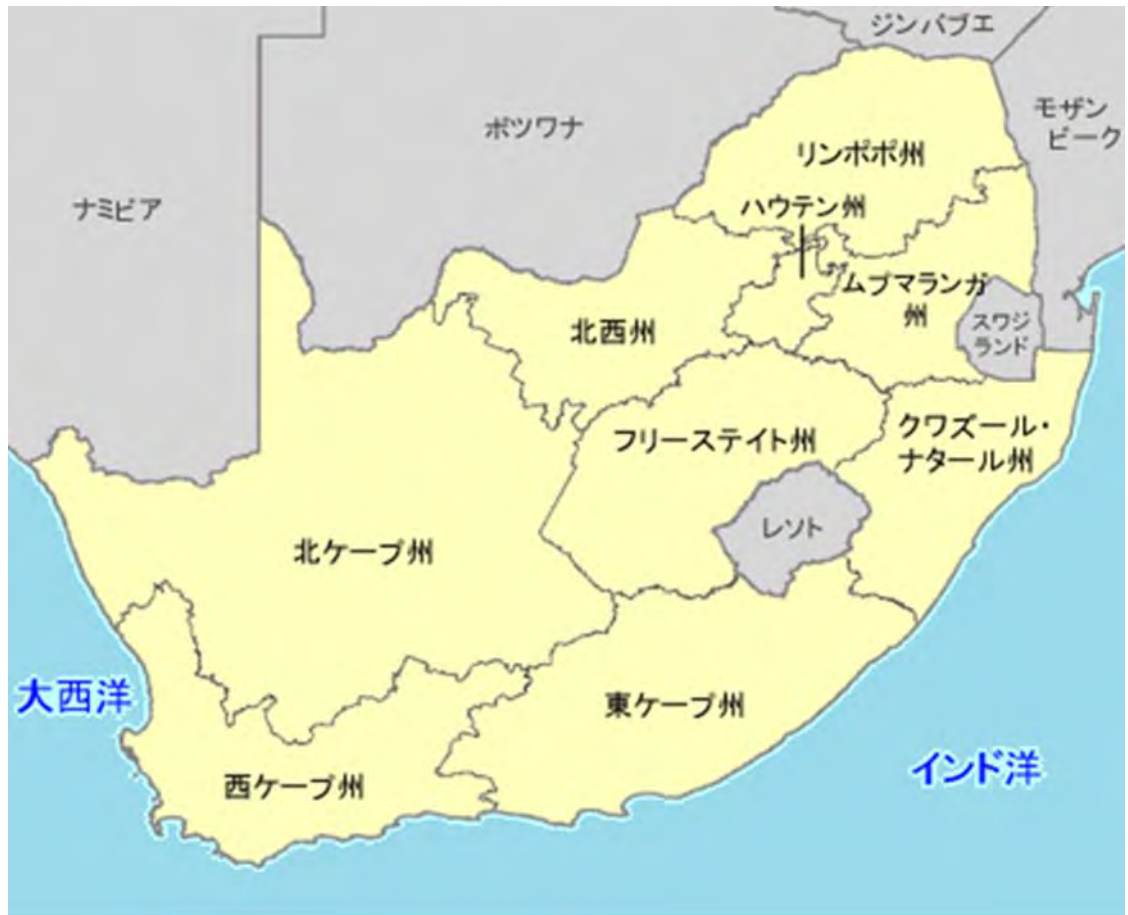 ジンバブエ
モザン
ビーク
ボツワナ
リンポポ州
ナミビア
ハウテン州
ムプマランガ
州
スワジ
ランド
北西州
フリーステイト州
クワズール・
ナタール州
レソト
北ケープ州
大西洋
東ケープ州
インド洋
西ケープ州